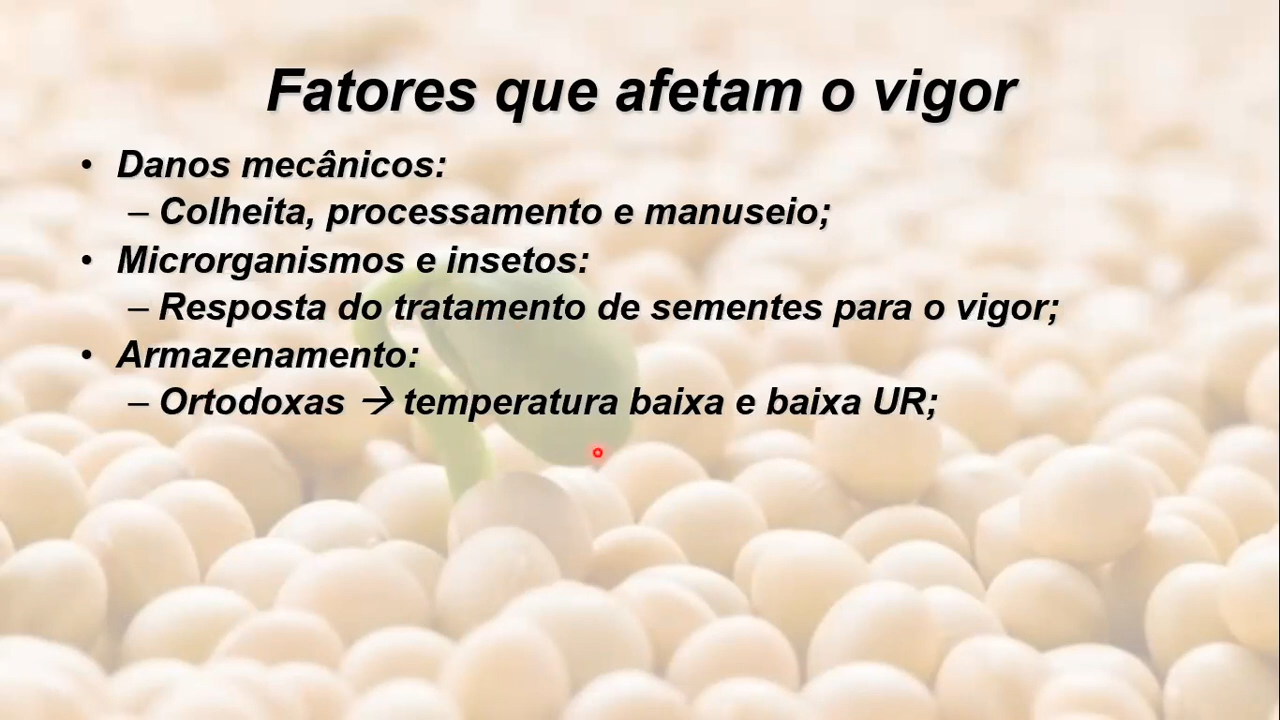 Fatores que afetam o vigor
• Danos mecânicos:
– Colheita, processamento e manuseio;
• Microrganismos e insetos:
– Resposta do tratamento de sementes para o vigor;
• Armazenamento:
– Ortodoxas → temperatura baixa e baixa UR;